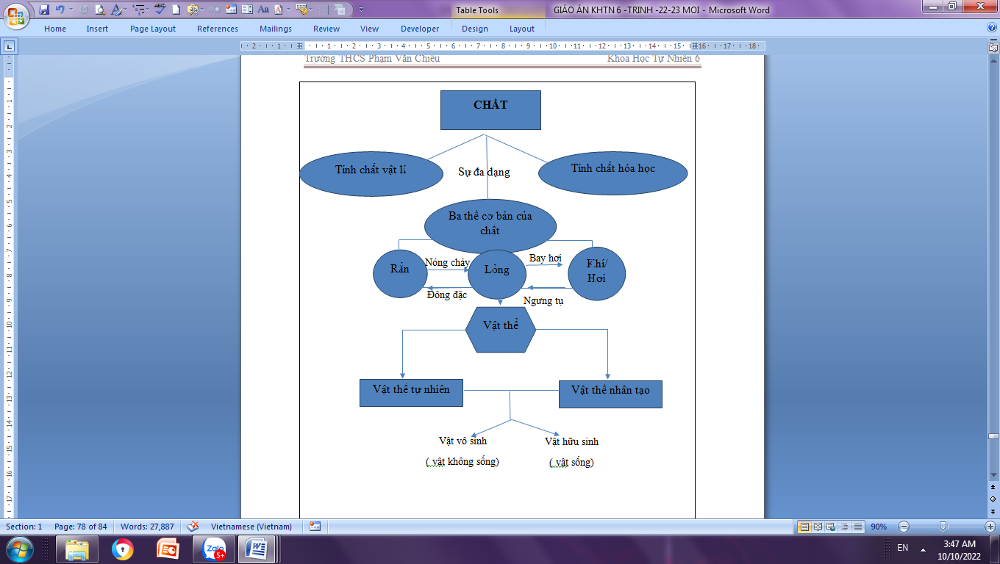 Table Tools
GIÁO ÁN KHTN 6 -TRINH -22-23 MOI - Microsoft Word
Home Insert Page Layout References Mailings Review View Developer Design Layout
Trường THCS Phạm Văn Chiêu Khoa Học Tự Nhiên 6
CHẤT
Tính chất vật lí
Sự đa dạng
Tính chất hóa học
Ba thể cơ bản của
chất
Rắn
Nóng chảy
Lỏng
Bay hơi
Khí/
Hơi
Đông đặc
Ngưng tụ
Vật thể
Vật thể tự nhiên
Vật thể nhân tạo
Vật vô sinh
( vật không sống)
Vật hữu sinh
( vật sống)
Section: 1 Page: 78 of 84 Words: 27,887 Vietnamese (Vietnam) 90%
Zalo
5+
EN
3:47 AM
10/10/2022